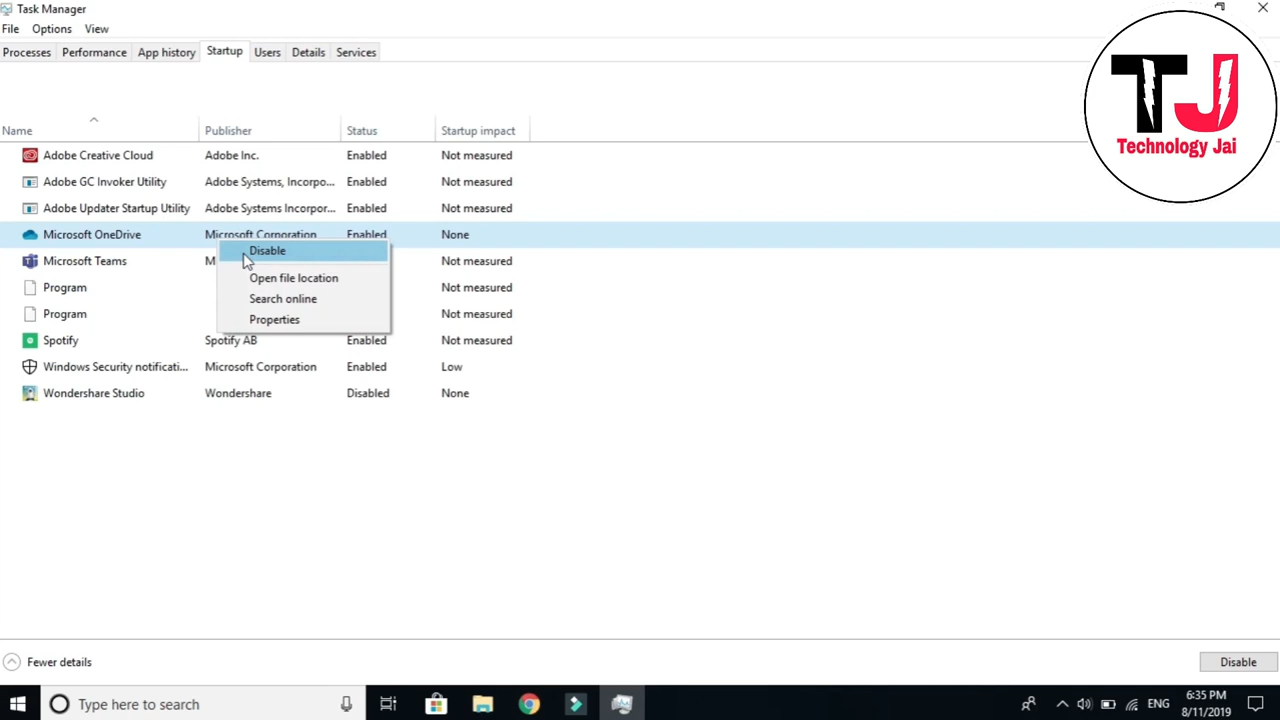 Task Manager
File Options View
Processes Performance App history Startup Users Details Services
TJ
Technology Jai
Name Publisher Status Startup impact
Adobe Creative Cloud Adobe Inc. Enabled Not measured
Adobe GC Invoker Utility Adobe Systems, Incorpo... Enabled Not measured
Adobe Updater Startup Utility Adobe Systems Incorpor... Enabled Not measured
Microsoft OneDrive Microsoft Corporation Enabled None
Disable
Microsoft Teams M Not measured
Open file location
Program Not measured
Search online
Program Not measured
Properties
Spotify Spotify AB Enabled Not measured
Windows Security notificati... Microsoft Corporation Enabled Low
Wondershare Studio Wondershare Disabled None
Fewer details Disable
Type here to search ENG 6:35 PM
8/11/2019